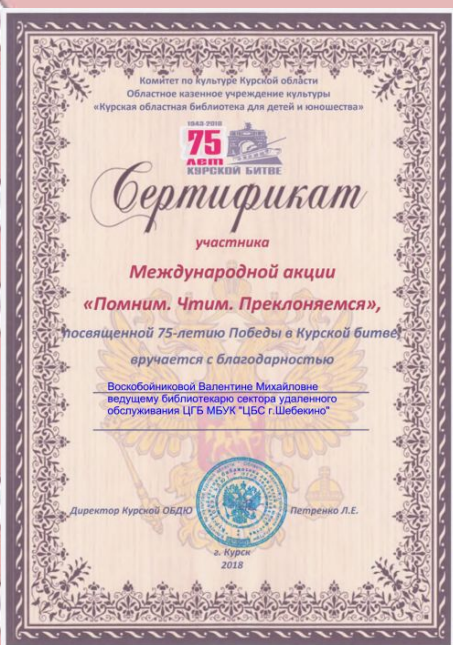 Комитет по культуре Курской области
Областное казенное учреждение культуры
«Курская областная библиотека для детей и юношества»
1943-2018
75
лет
КУРСКОЙ БИТВЕ
Сертификат
участника
Международной акции
«Помним. Чтим. Преклоняемся»,
посвященной 75-летию Победы в Курской битве,
вручается с благодарностью
Воскобойниковой Валентине Михайловне
ведущему библиотекарю сектора удаленного
обслуживания ЦГБ МБУК "ЦБС г.Шебекино"
Директор Курской ОБДЮ Петренко Л.Е.
г. Курск
2018